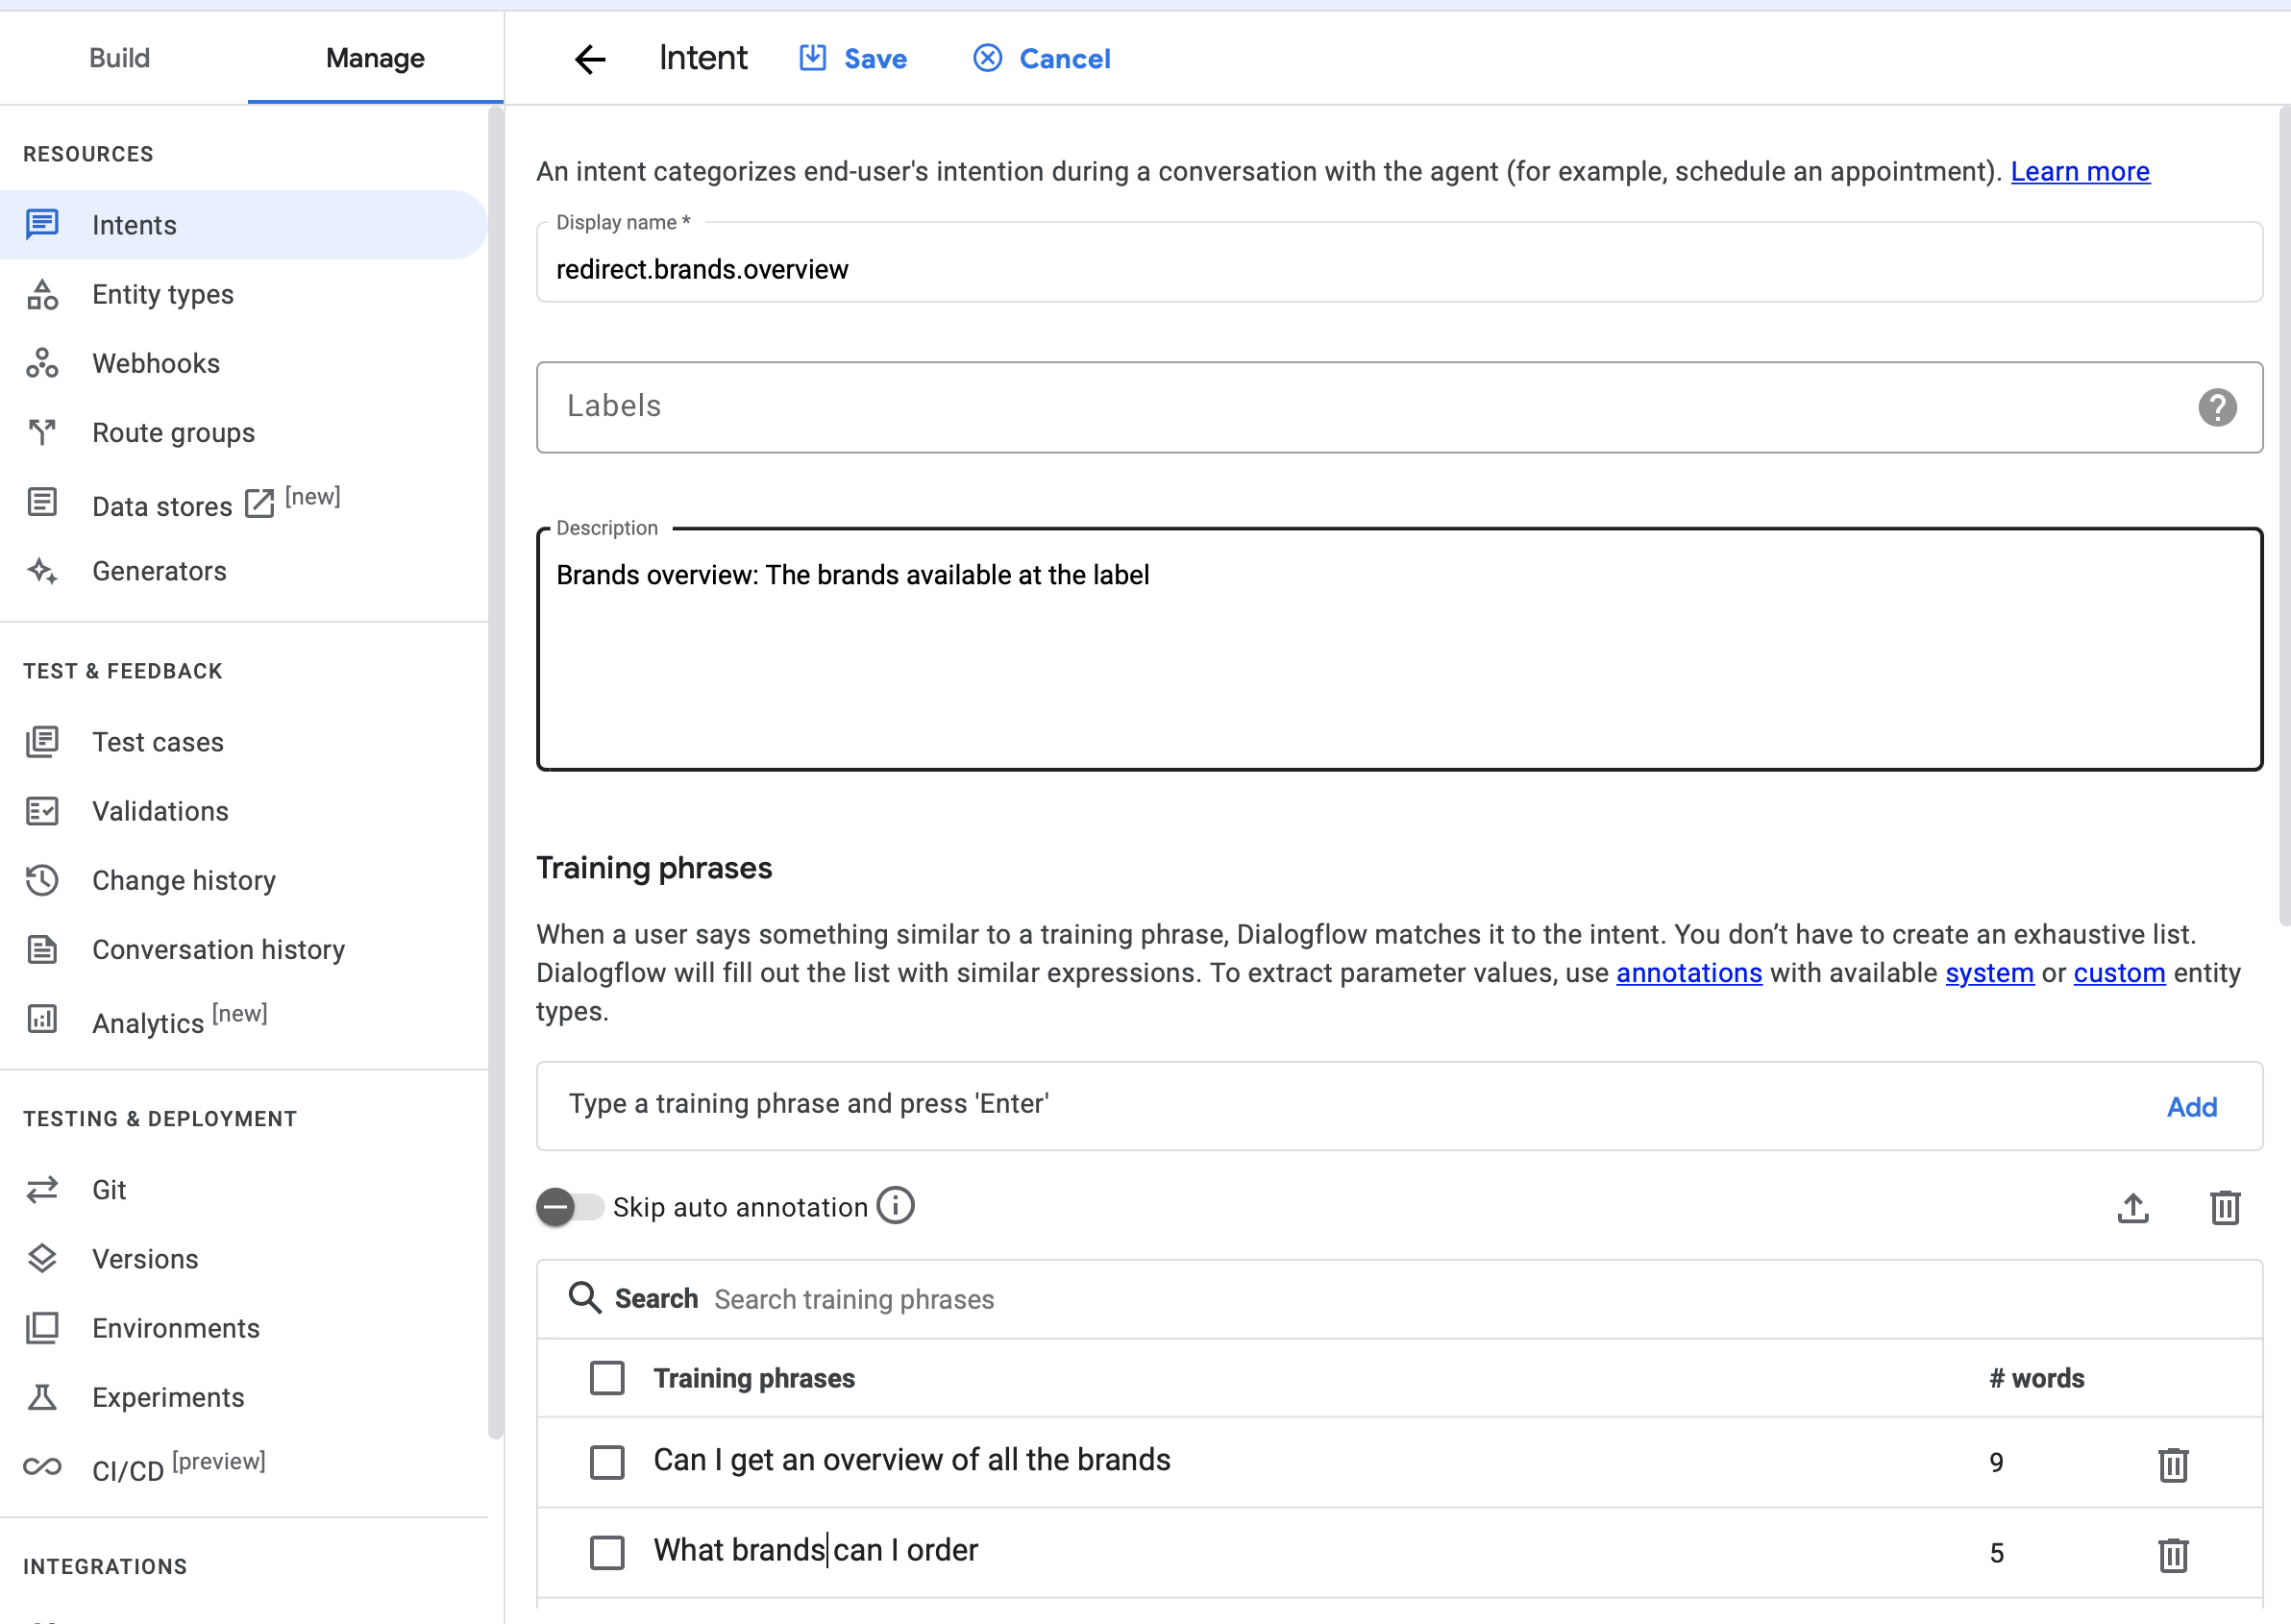 Build
Manage
Intent
Save
Cancel
RESOURCES
Intents
Entity types
Webhooks
Route groups
Data stores [new]
Generators
TEST & FEEDBACK
Test cases
Validations
Change history
Conversation history
Analytics [new]
TESTING & DEPLOYMENT
Git
Versions
Environments
Experiments
CI/CD [preview]
INTEGRATIONS
An intent categorizes end-user's intention during a conversation with the agent (for example, schedule an appointment). Learn more
Display name *
redirect.brands.overview
Labels
Description
Brands overview: The brands available at the label
Training phrases
When a user says something similar to a training phrase, Dialogflow matches it to the intent. You don’t have to create an exhaustive list.
Dialogflow will fill out the list with similar expressions. To extract parameter values, use annotations with available system or custom entity
types.
Type a training phrase and press 'Enter'
Add
Skip auto annotation
Search Search training phrases
Training phrases # words
Can I get an overview of all the brands 9
What brands can I order 5